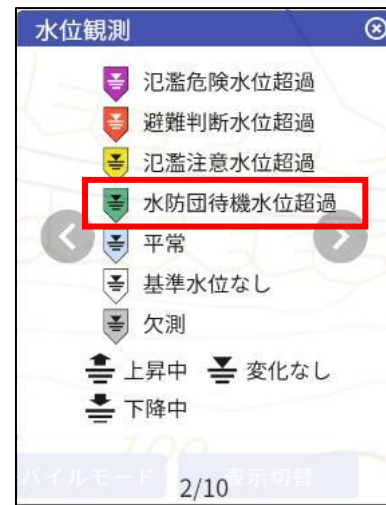 水位観測
氾濫危険水位超過
避難判断水位超過
氾濫注意水位超過
水防団待機水位超過
平常
基準水位なし
欠測
上昇中 変化なし
下降中
バイルモード 表示切替
2/10